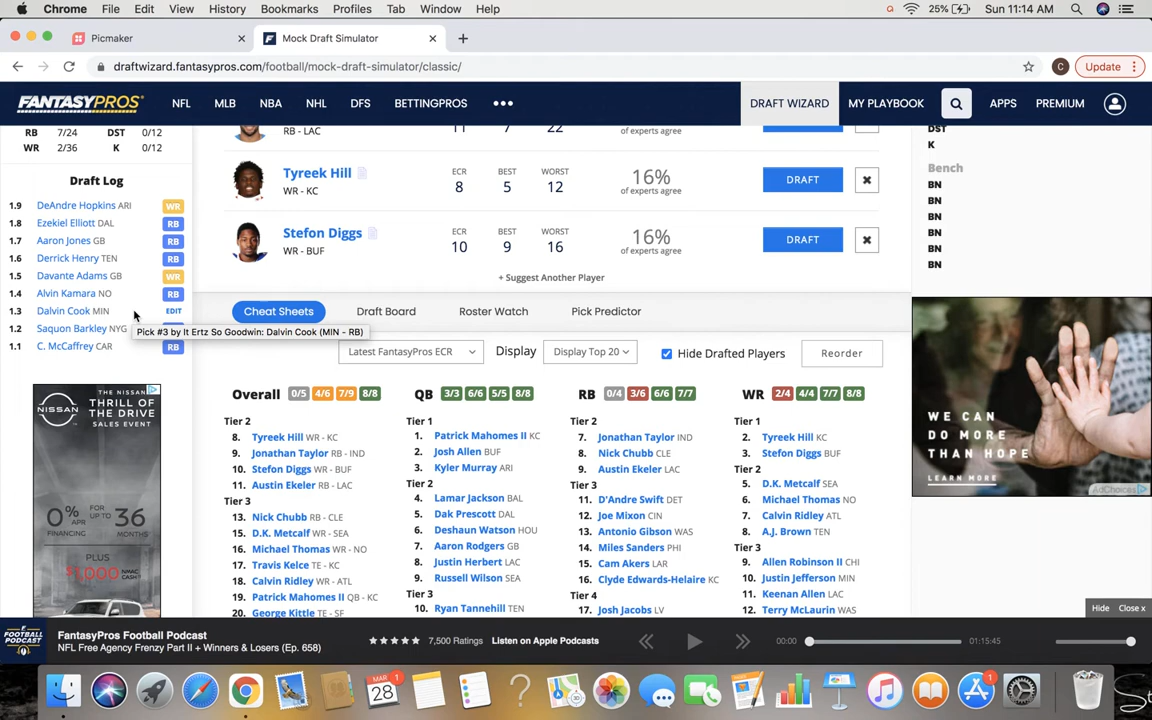 Chrome File Edit View History Bookmarks Profiles Tab Window Help 25% Sun 11:14 AM
Picmaker × Mock Draft Simulator × +
draftwizard.fantasypros.com/football/mock-draft-simulator/classic/ C Update
FANTASYPROS NFL MLB NBA NHL DFS BETTINGPROS ••• DRAFT WIZARD MY PLAYBOOK APPS PREMIUM
RB 7/24 DST 0/12
WR 2/36 K 0/12
Draft Log
1.9 DeAndre Hopkins ARI WR
1.8 Ezekiel Elliott DAL RB
1.7 Aaron Jones GB RB
1.6 Derrick Henry TEN RB
1.5 Davante Adams GB WR
1.4 Alvin Kamara NO RB
1.3 Dalvin Cook MIN EDIT
1.2 Saquon Barkley NYG
Pick #3 by It Ertz So Goodwin: Dalvin Cook (MIN - RB)
1.1 C. McCaffrey CAR RB
RB - LAC 11 7 22 of experts agree
Tyreek Hill
WR - KC
ECR BEST WORST
8 5 12
16%
of experts agree
DRAFT
Stefon Diggs
WR - BUF
ECR BEST WORST
10 9 16
16%
of experts agree
DRAFT
+ Suggest Another Player
Cheat Sheets Draft Board Roster Watch Pick Predictor
Latest FantasyPros ECR Display Display Top 20 Hide Drafted Players Reorder
Overall 0/5 4/6 7/9 8/8
Tier 2
8. Tyreek Hill WR - KC
9. Jonathan Taylor RB - IND
10. Stefon Diggs WR - BUF
11. Austin Ekeler RB - LAC
Tier 3
13. Nick Chubb RB - CLE
15. D.K. Metcalf WR - SEA
16. Michael Thomas WR - NO
17. Travis Kelce TE - KC
18. Calvin Ridley WR - ATL
19. Patrick Mahomes II QB - KC
20. George Kittle TE - SF
QB 3/3 6/6 5/5 8/8
Tier 1
1. Patrick Mahomes II KC
2. Josh Allen BUF
3. Kyler Murray ARI
Tier 2
4. Lamar Jackson BAL
5. Dak Prescott DAL
6. Deshaun Watson HOU
7. Aaron Rodgers GB
8. Justin Herbert LAC
9. Russell Wilson SEA
Tier 3
10. Ryan Tannehill TEN
RB 0/4 3/6 6/6 7/7
Tier 2
7. Jonathan Taylor IND
8. Nick Chubb CLE
9. Austin Ekeler LAC
Tier 3
11. D'Andre Swift DET
12. Joe Mixon CIN
13. Antonio Gibson WAS
14. Miles Sanders PHI
15. Cam Akers LAR
16. Clyde Edwards-Helaire KC
Tier 4
17. Josh Jacobs LV
WR 2/4 4/4 7/7 8/8
Tier 1
2. Tyreek Hill KC
3. Stefon Diggs BUF
Tier 2
5. D.K. Metcalf SEA
6. Michael Thomas NO
7. Calvin Ridley ATL
8. A.J. Brown TEN
Tier 3
9. Allen Robinson II CHI
10. Justin Jefferson MIN
11. Keenan Allen LAC
12. Terry McLaurin WAS
DST
K
Bench
BN
BN
BN
BN
BN
BN
THE NISSAN
THRILL OF
THE DRIVE
SALES EVENT
NISSAN
0% APR FINANCING FOR UP TO 36 MONTHS
PLUS
$1,000 NMAC CASH
WE CAN
DO MORE
THAN HOPE
LEARN MORE
AdChoices
Hide Close x
FANTASYPROS FOOTBALL PODCAST
FantasyPros Football Podcast
NFL Free Agency Frenzy Part II + Winners & Losers (Ep. 658)
7,500 Ratings Listen on Apple Podcasts 00:00 01:15:45
MAR 1
28
1
St